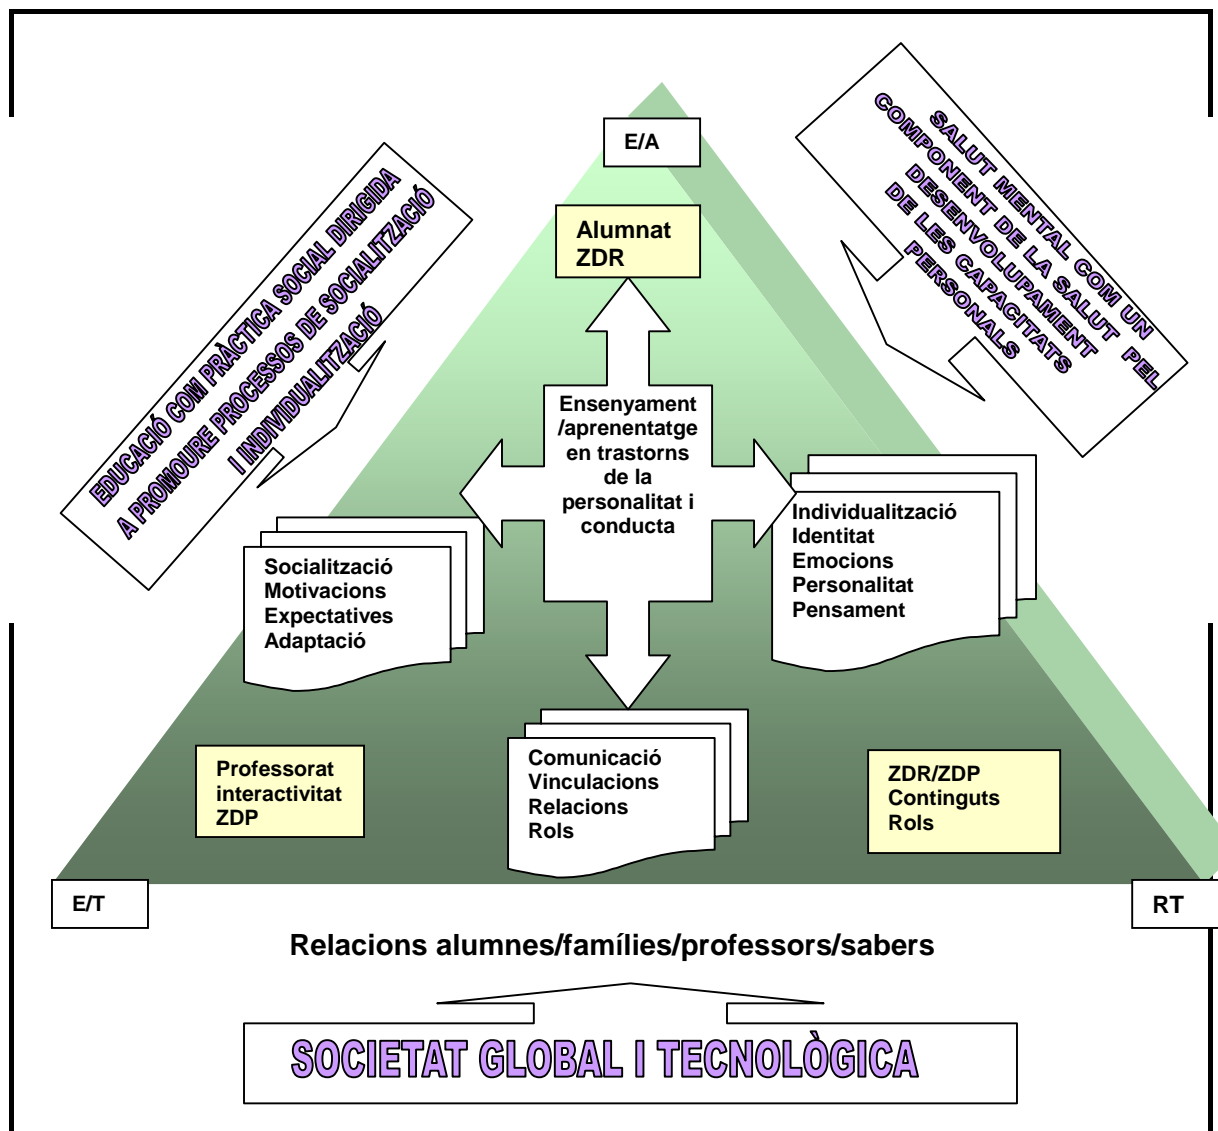 E/A
Alumnat
ZDR
EDUCACIÓ COM PRÀCTICA SOCIAL DIRIGIDA
A PROMOURE PROCESSOS DE SOCIALITZACIÓ
I INDIVIDUALITZACIÓ
SALUT MENTAL COM UN
COMPONENT DE LA SALUT PEL
DESENVOLUPAMENT
DE LES CAPACITATS
PERSONALS
Ensenyament
/aprenentatge
en trastorns
de la
personalitat i
conducta
Socialització
Motivacions
Expectatives
Adaptació
Individualització
Identitat
Emocions
Personalitat
Pensament
Comunicació
Vinculacions
Relacions
Rols
Professorat
interactivitat
ZDP
ZDR/ZDP
Continguts
Rols
E/T
RT
Relacions alumnes/famílies/professors/sabers
SOCIETAT GLOBAL I TECNOLÒGICA